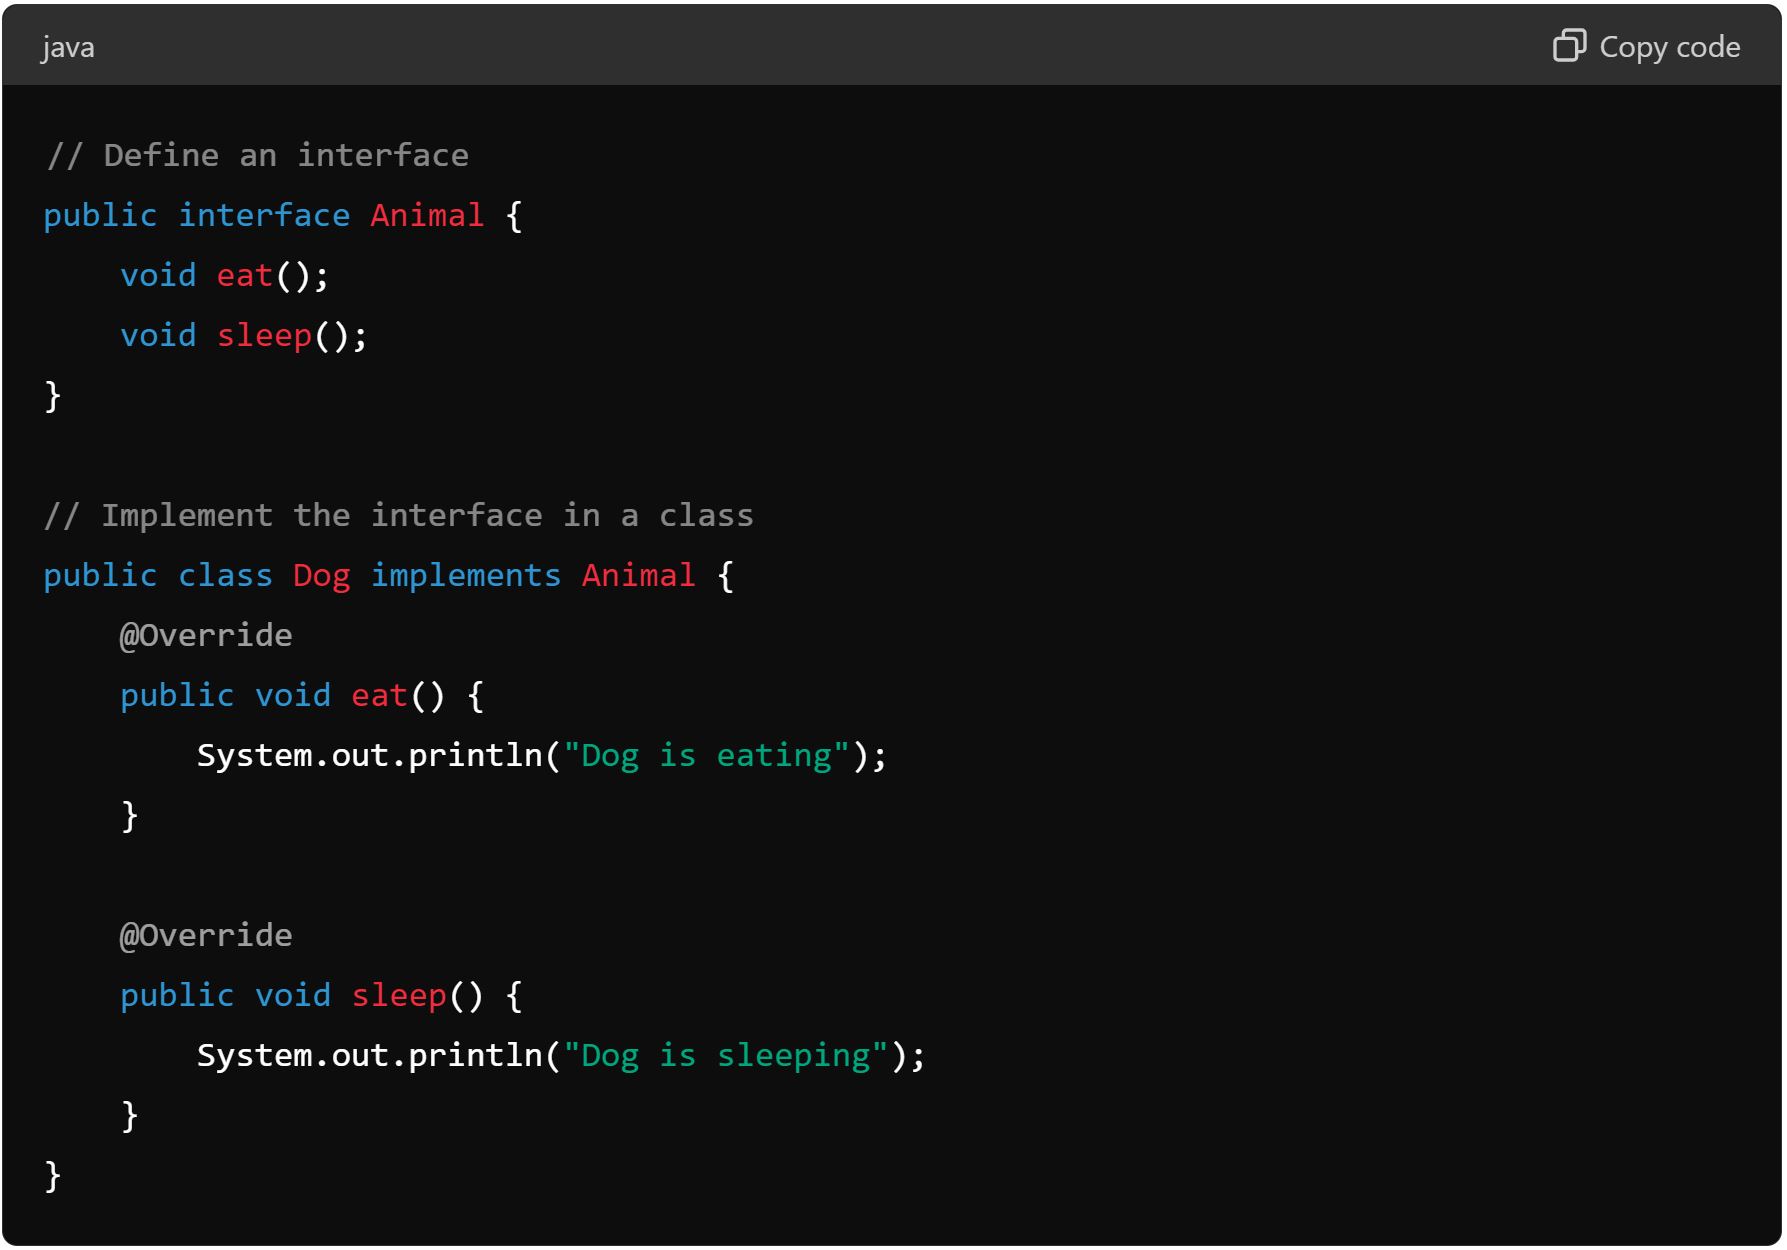 java
Copy code
// Define an interface
public interface Animal {
    void eat();
    void sleep();
}

// Implement the interface in a class
public class Dog implements Animal {
    @Override
    public void eat() {
        System.out.println("Dog is eating");
    }

    @Override
    public void sleep() {
        System.out.println("Dog is sleeping");
    }
}